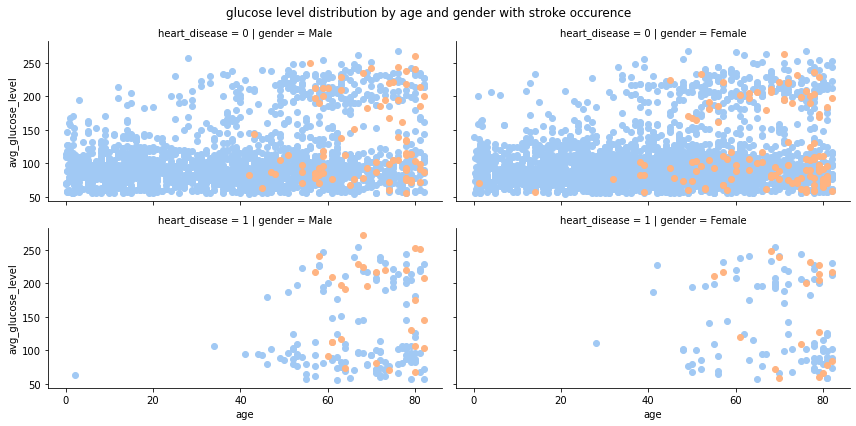 glucose level distribution by age and gender with stroke occurence
heart_disease = 0 | gender = Male
heart_disease = 0 | gender = Female
avg_glucose_level
250
200
150
100
50
heart_disease = 1 | gender = Male
heart_disease = 1 | gender = Female
avg_glucose_level
250
200
150
100
50
0 20 40 60 80
0 20 40 60 80
age
age